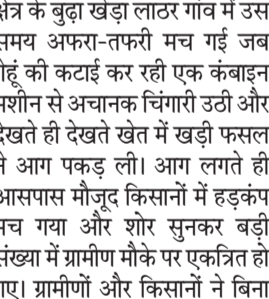 क्षेत्र के बुढ़ा खेड़ा लाठर गांव में उस
समय अफरा-तफरी मच गई जब
गेहूं की कटाई कर रही एक कंबाइन
मशीन से अचानक चिंगारी उठी और
देखते ही देखते खेत में खड़ी फसल
ने आग पकड़ ली। आग लगते ही
आसपास मौजूद किसानों में हड़कंप
मच गया और शोर सुनकर बड़ी
संख्या में ग्रामीण मौके पर एकत्रित हो
गए। ग्रामीणों और किसानों ने बिना